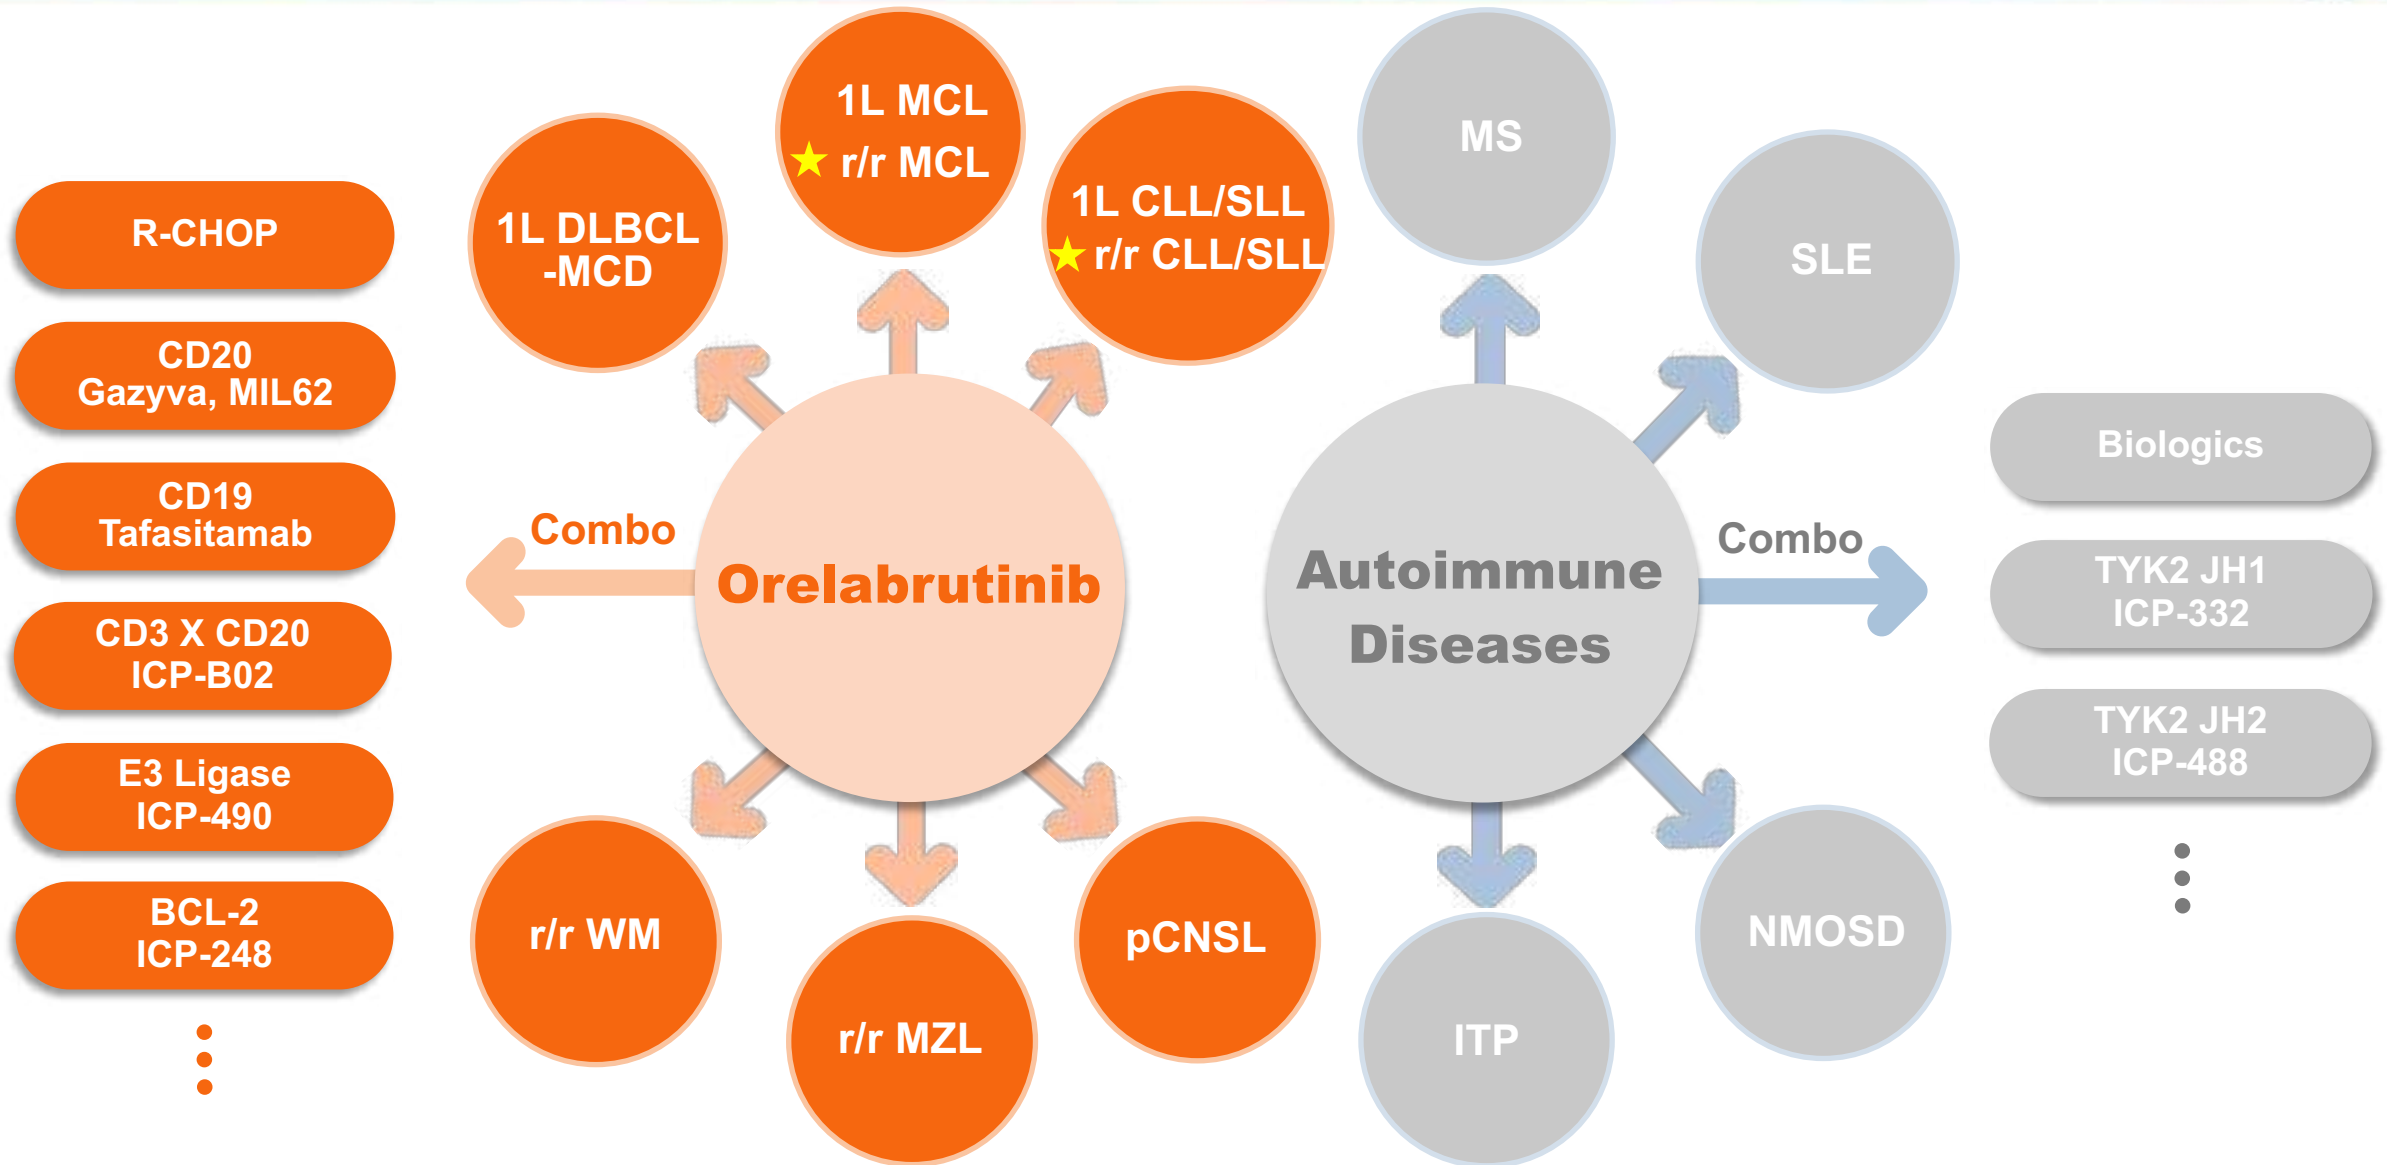 R-CHOP
CD20
Gazyva, MIL62
CD19
Tafasitamab
CD3 X CD20
ICP-B02
E3 Ligase
ICP-490
BCL-2
ICP-248
Combo
Orelabrutinib
1L DLBCL
-MCD
1L MCL
r/r MCL
1L CLL/SLL
r/r CLL/SLL
r/r WM
r/r MZL
pCNSL
Autoimmune
Diseases
MS
SLE
ITP
NMOSD
Combo
Biologics
TYK2 JH1
ICP-332
TYK2 JH2
ICP-488